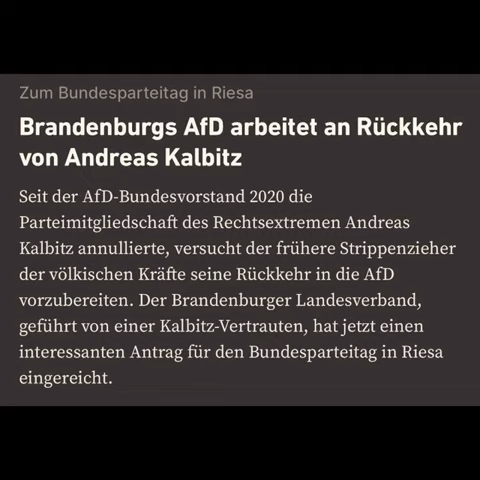 Zum Bundesparteitag in Riesa
Brandenburgs AfD arbeitet an Rückkehr
von Andreas Kalbitz
Seit der AfD-Bundesvorstand 2020 die
Parteimitgliedschaft des Rechtsextremen Andreas
Kalbitz annullierte, versucht der frühere Strippenzieher
der völkischen Kräfte seine Rückkehr in die AfD
vorzubereiten. Der Brandenburger Landesverband,
geführt von einer Kalbitz-Vertrauten, hat jetzt einen
interessanten Antrag für den Bundesparteitag in Riesa
eingereicht.